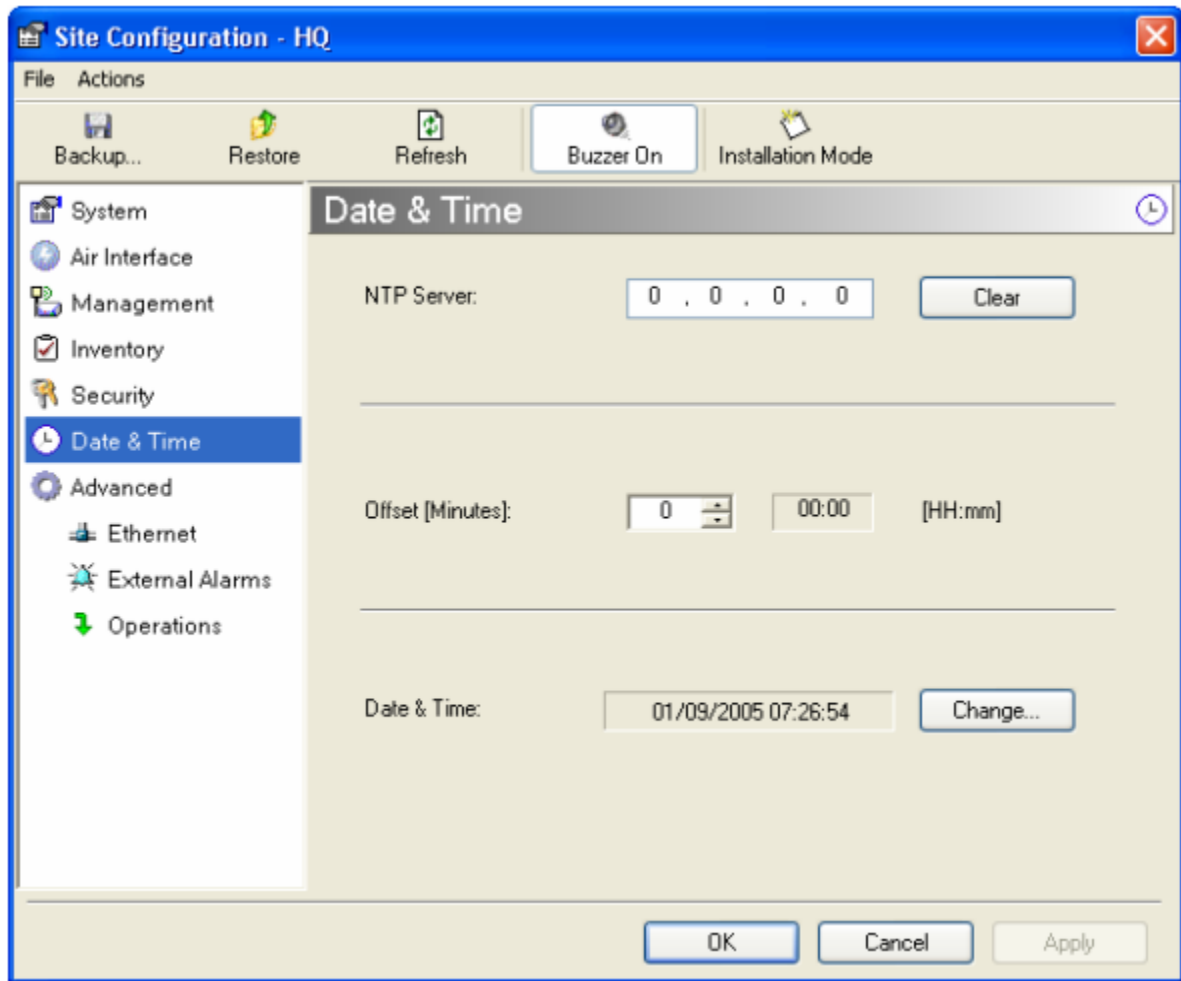 Site Configuration - HQ
File Actions
Backup... Restore Refresh Buzzer On Installation Mode
System
Air Interface
Management
Inventory
Security
Date & Time
Advanced
Ethernet
External Alarms
Operations
Date & Time
NTP Server: 0 . 0 . 0 . 0 Clear
Offset [Minutes]: 0 00:00 [HH:mm]
Date & Time: 01/09/2005 07:26:54 Change...
OK Cancel Apply